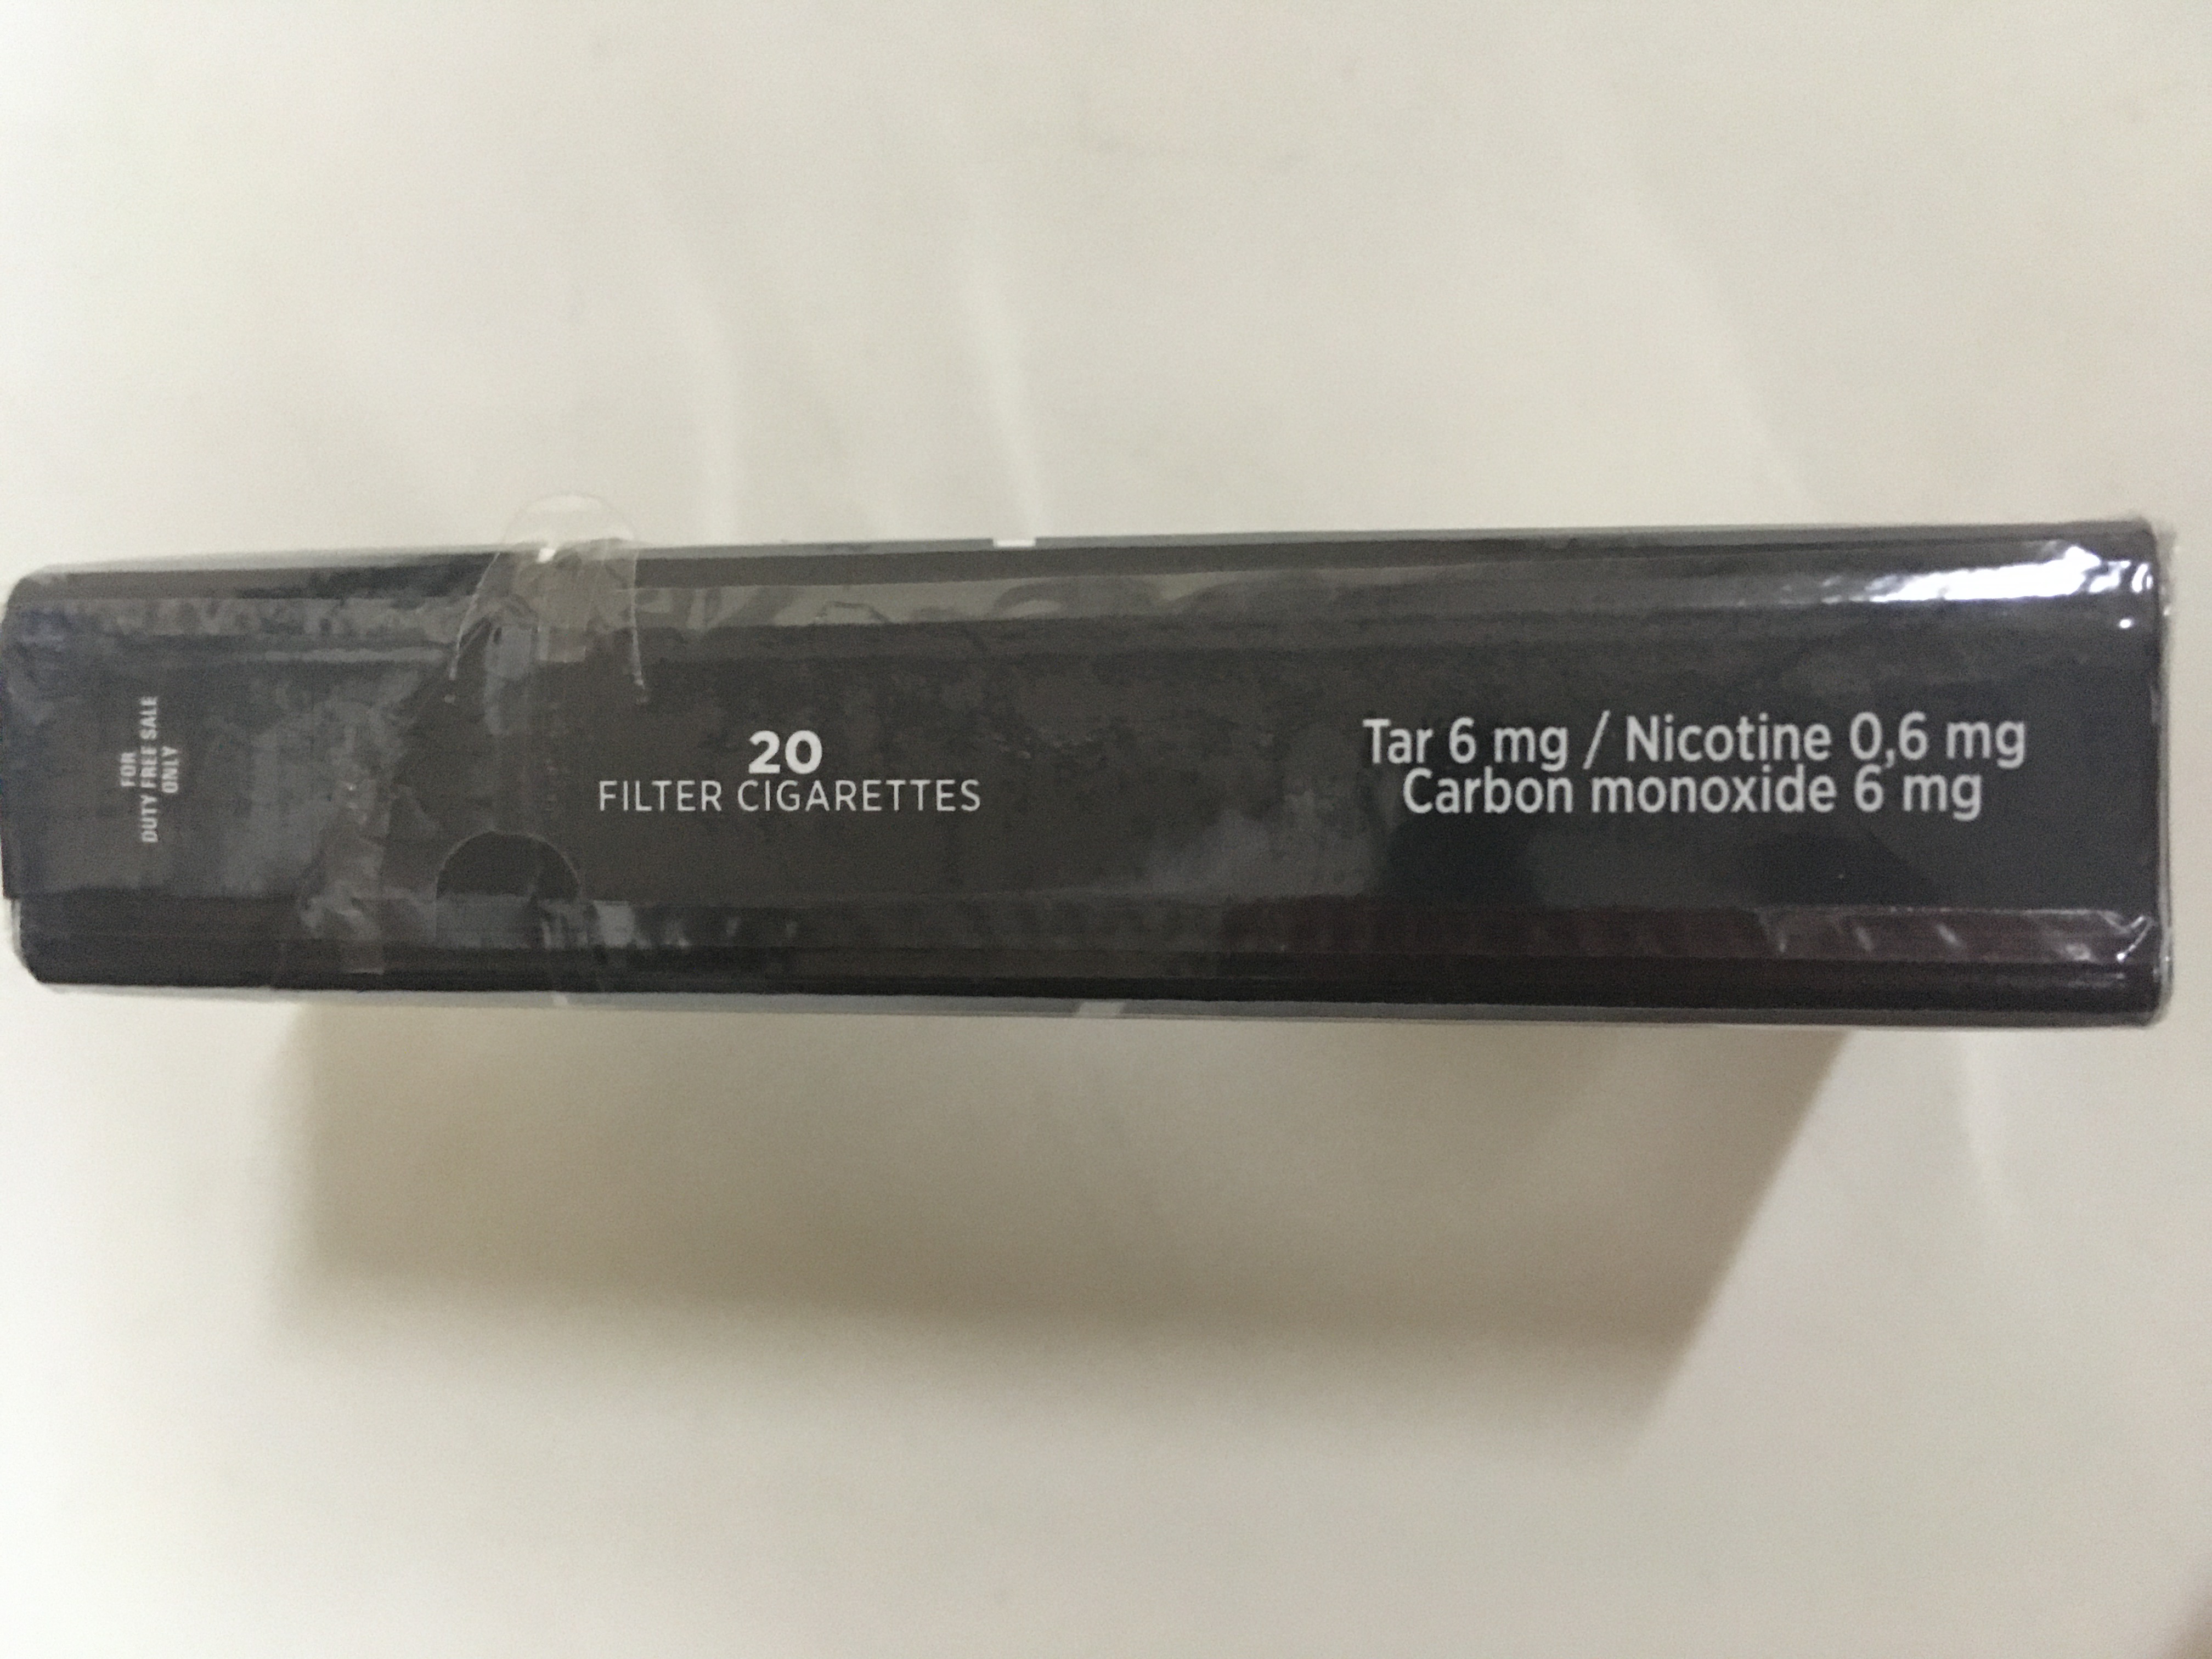 FOR
DUTY FREE SALE
ONLY
20
FILTER CIGARETTES
Tar 6 mg / Nicotine 0,6 mg
Carbon monoxide 6 mg